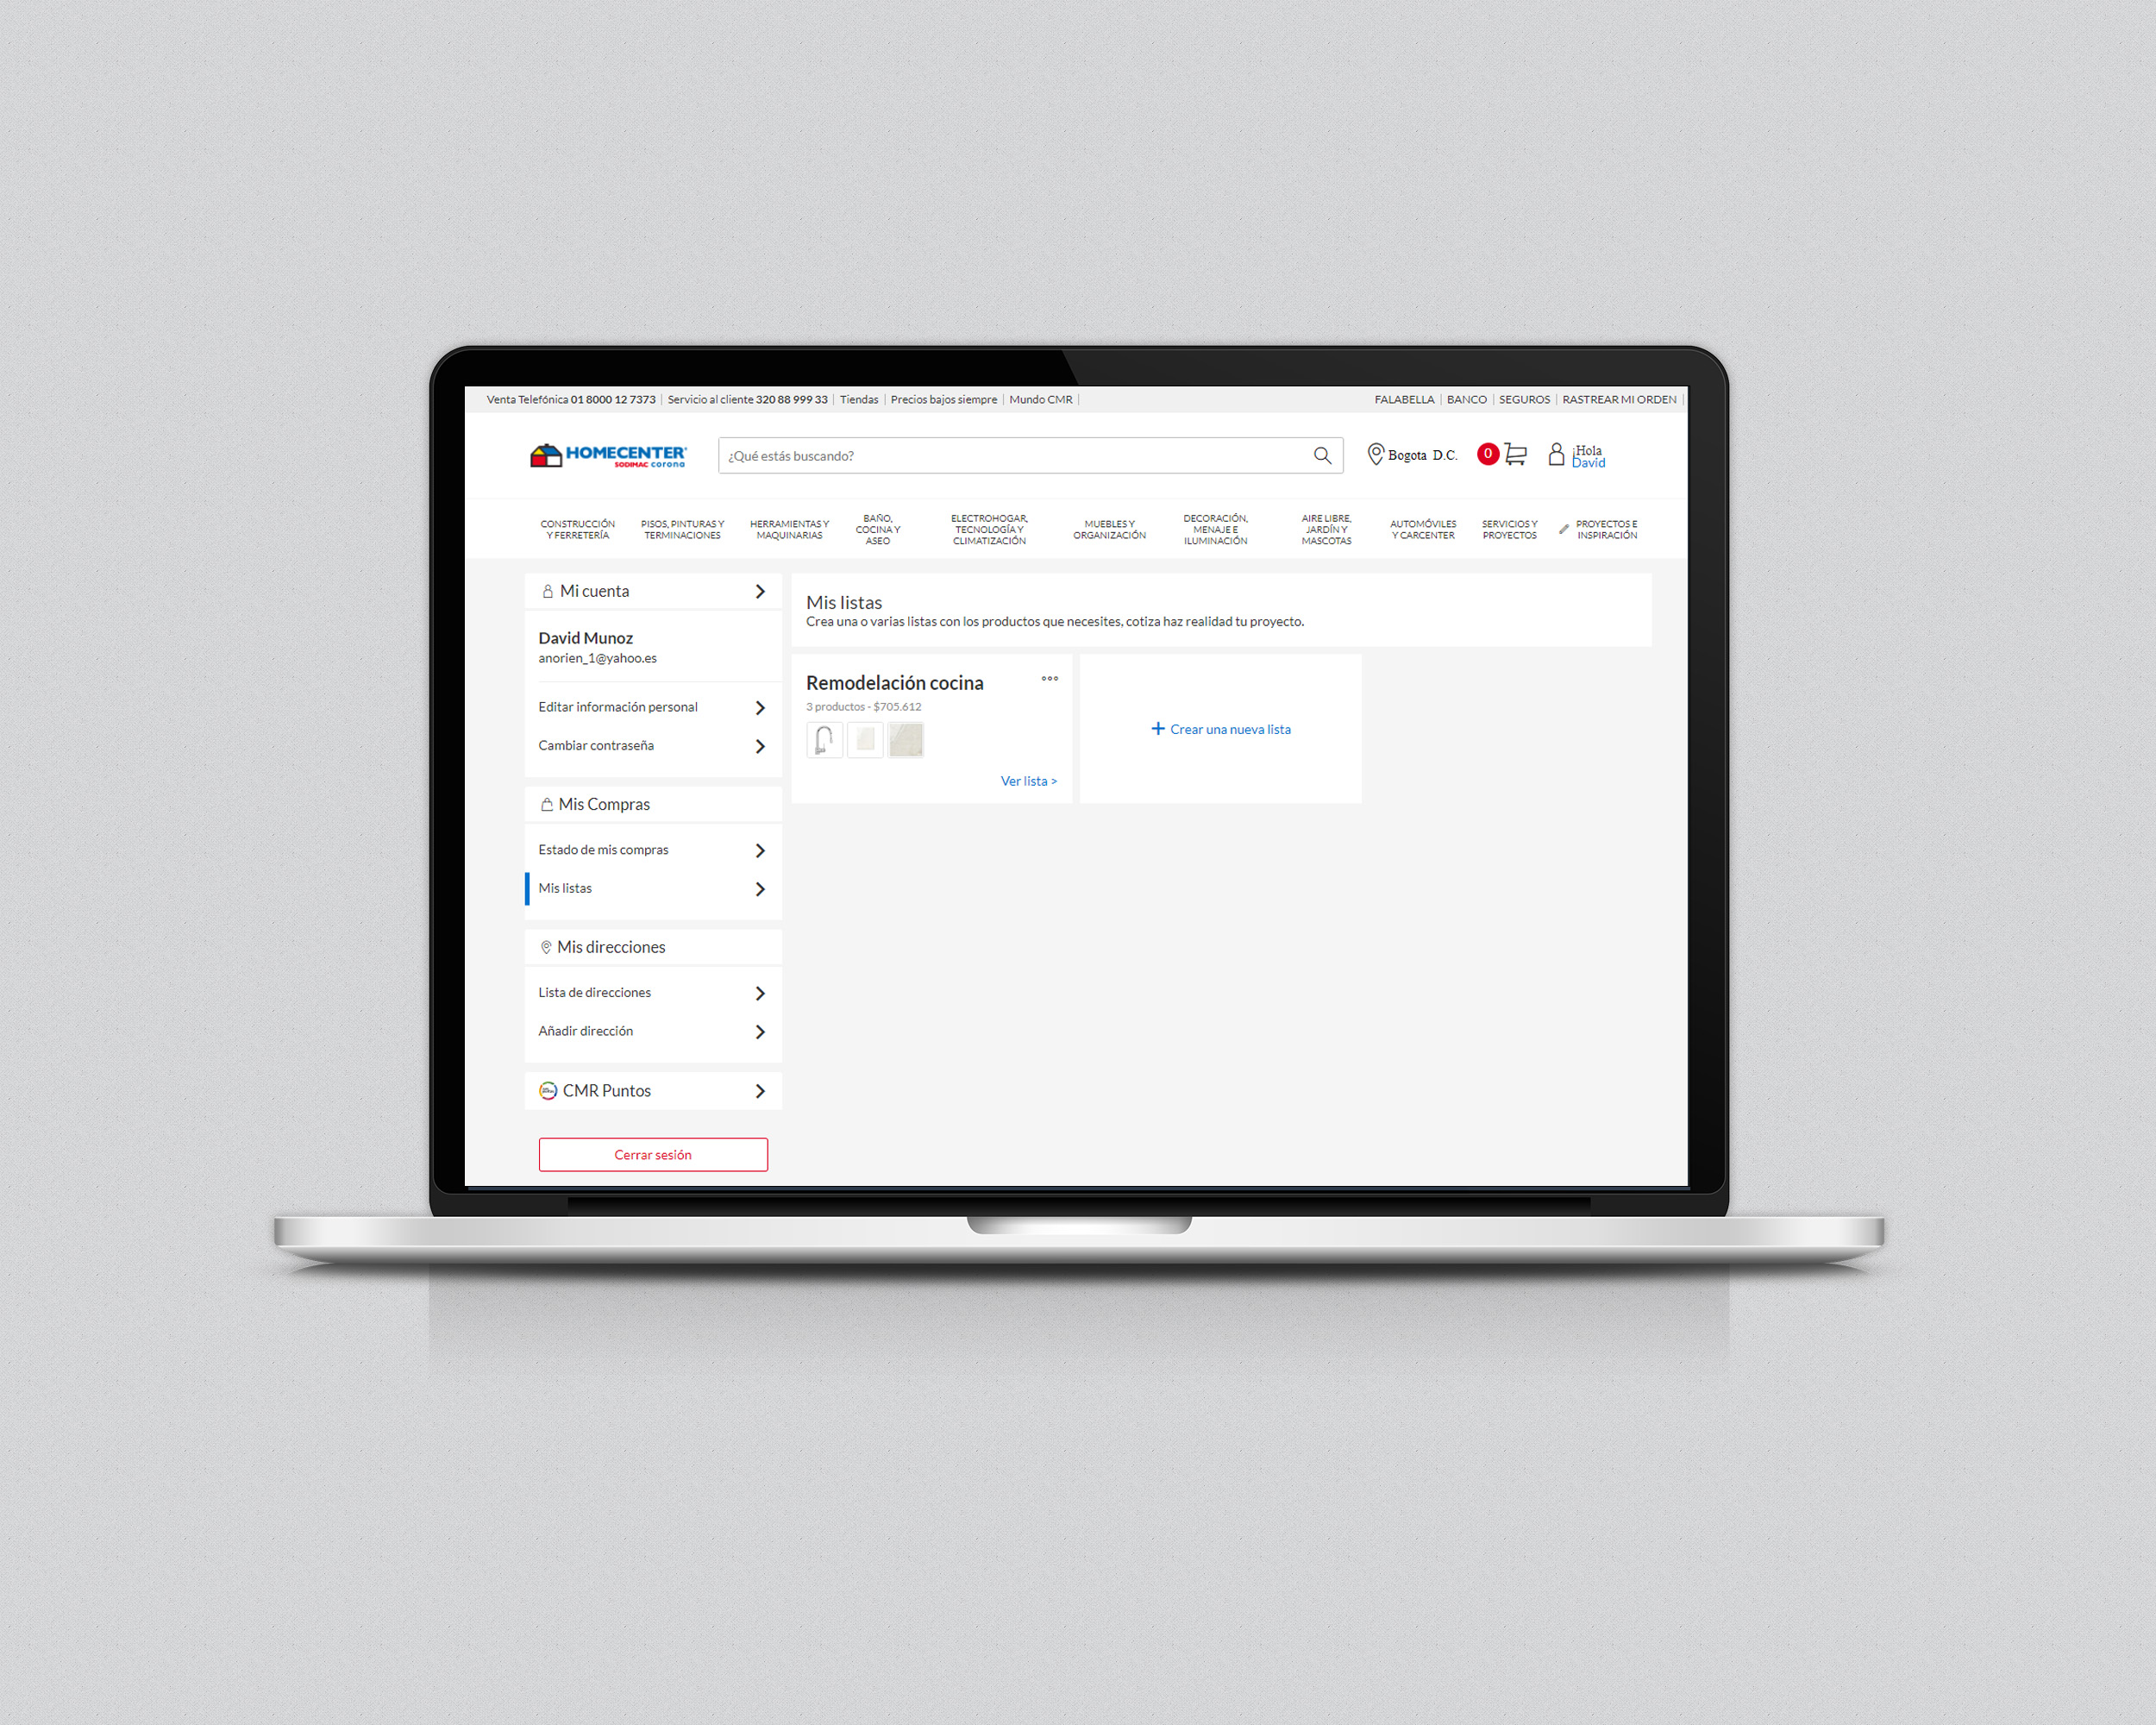 Venta Telefónica 01 8000 12 7373 | Servicio al cliente 320 88 999 33 | Tiendas | Precios bajos siempre | Mundo CMR |
FALABELLA | BANCO | SEGUROS | RASTREAR MI ORDEN |
HOMECENTER
SODIMAC corona
¿Qué estás buscando?
Bogota D.C.
0
¡Hola
David
CONSTRUCCIÓN
Y FERRETERÍA
PISOS, PINTURAS Y
TERMINACIONES
HERRAMIENTAS Y
MAQUINARIAS
BAÑO,
COCINA Y
ASEO
ELECTROHOGAR,
TECNOLOGÍA Y
CLIMATIZACIÓN
MUEBLES Y
ORGANIZACIÓN
DECORACIÓN,
MENAJE E
ILUMINACIÓN
AIRE LIBRE,
JARDÍN Y
MASCOTAS
AUTOMÓVILES
Y CARCENTER
SERVICIOS Y
PROYECTOS
PROYECTOS E
INSPIRACIÓN
Mi cuenta
David Munoz
anorien_1@yahoo.es
Editar información personal
Cambiar contraseña
Mis Compras
Estado de mis compras
Mis listas
Mis direcciones
Lista de direcciones
Añadir dirección
CMR Puntos
Cerrar sesión
Mis listas
Crea una o varias listas con los productos que necesites, cotiza haz realidad tu proyecto.
Remodelación cocina
3 productos - $705.612
Ver lista >
+ Crear una nueva lista